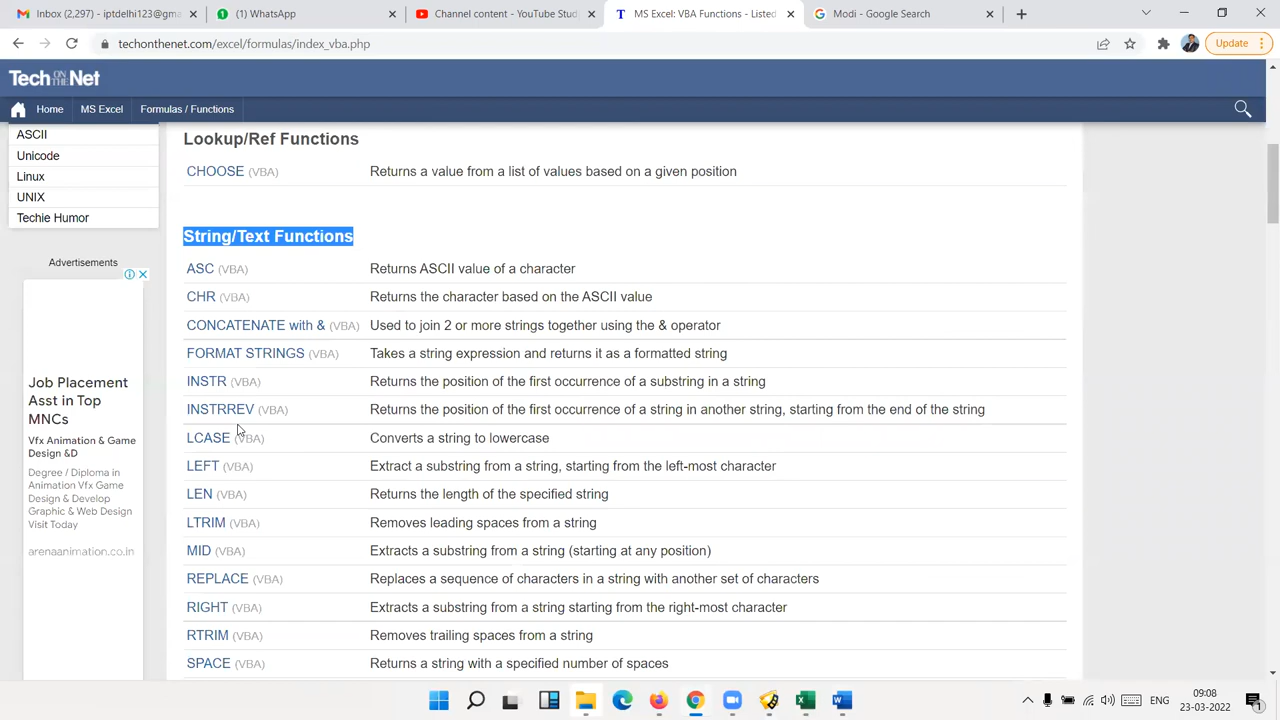 Inbox (2,297) - iptdelhi123@gma
(1) WhatsApp
Channel content - YouTube Stud
MS Excel: VBA Functions - Listed
Modi - Google Search
techonthenet.com/excel/formulas/index_vba.php
Update
Tech ON THE Net
Home
MS Excel
Formulas / Functions
ASCII
Unicode
Linux
UNIX
Techie Humor
Advertisements
Job Placement
Asst in Top
MNCs
Vfx Animation & Game
Design &D
Degree / Diploma in
Animation Vfx Game
Design & Develop
Graphic & Web Design
Visit Today
arenaanimation.co.in
Lookup/Ref Functions
CHOOSE (VBA) Returns a value from a list of values based on a given position
String/Text Functions
ASC (VBA) Returns ASCII value of a character
CHR (VBA) Returns the character based on the ASCII value
CONCATENATE with & (VBA) Used to join 2 or more strings together using the & operator
FORMAT STRINGS (VBA) Takes a string expression and returns it as a formatted string
INSTR (VBA) Returns the position of the first occurrence of a substring in a string
INSTRREV (VBA) Returns the position of the first occurrence of a string in another string, starting from the end of the string
LCASE (VBA) Converts a string to lowercase
LEFT (VBA) Extract a substring from a string, starting from the left-most character
LEN (VBA) Returns the length of the specified string
LTRIM (VBA) Removes leading spaces from a string
MID (VBA) Extracts a substring from a string (starting at any position)
REPLACE (VBA) Replaces a sequence of characters in a string with another set of characters
RIGHT (VBA) Extracts a substring from a string starting from the right-most character
RTRIM (VBA) Removes trailing spaces from a string
SPACE (VBA) Returns a string with a specified number of spaces
ENG
09:08
23-03-2022